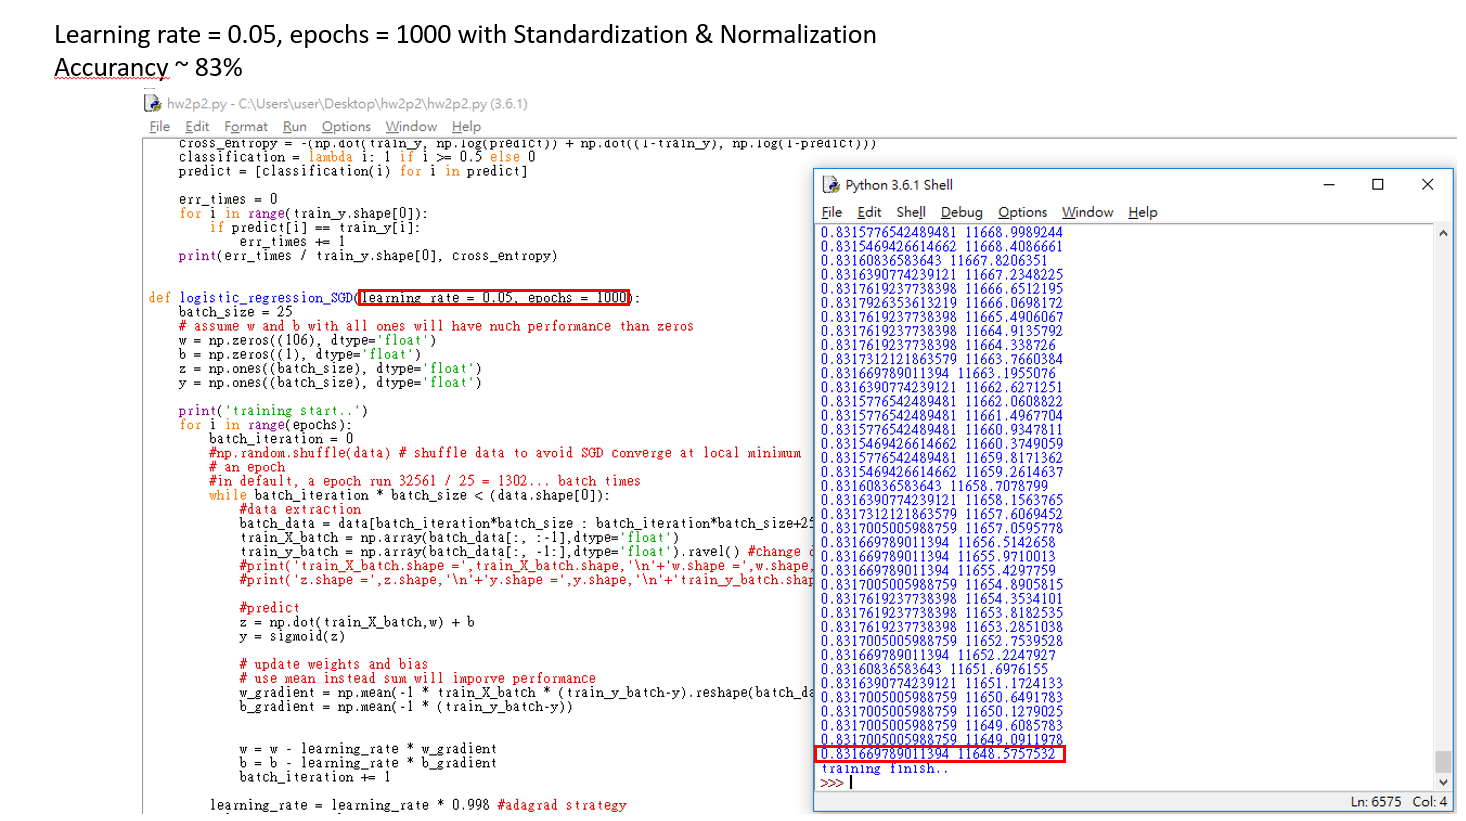 Learning rate = 0.05, epochs = 1000 with Standardization & Normalization
Accurancy ~ 83%
hw2p2.py - C:\Users\user\Desktop\hw2p2\hw2p2.py (3.6.1)
File Edit Format Run Options Window Help
cross_entropy = -(np.dot(train_y, np.log(predict)) + np.dot((1-train_y), np.log(1-predict)))
classification = lambda i: 1 if i >= 0.5 else 0
predict = [classification(i) for i in predict]
err_times = 0
for i in range(train_y.shape[0]):
if predict[i] == train_y[i]:
err_times += 1
print(err_times / train_y.shape[0], cross_entropy)
def logistic_regression_SGD(learning_rate = 0.05, epochs = 1000):
batch_size = 25
# assume w and b with all ones will have nuch performance than zeros
w = np.zeros((106), dtype='float')
b = np.zeros((1), dtype='float')
z = np.ones((batch_size), dtype='float')
y = np.ones((batch_size), dtype='float')
print('training start..')
for i in range(epochs):
batch_iteration = 0
#np.random.shuffle(data) # shuffle data to avoid SGD converge at local minimum
# an epoch
#in default, a epoch run 32561 / 25 = 1302... batch times
while batch_iteration * batch_size < (data.shape[0]):
#data extraction
batch_data = data[batch_iteration*batch_size : batch_iteration*batch_size+25
train_X_batch = np.array(batch_data[:, :-1],dtype='float')
train_y_batch = np.array(batch_data[:, -1:],dtype='float').ravel() #change
#print('train_X_batch.shape =',train_X_batch.shape,'\n'+'w.shape =',w.shape,
#print('z.shape =',z.shape,'\n'+'y.shape =',y.shape,'\n'+'train_y_batch.shap
#predict
z = np.dot(train_X_batch,w) + b
y = sigmoid(z)
# update weights and bias
# use mean instead sum will imporve performance
w_gradient = np.mean(-1 * train_X_batch * (train_y_batch-y).reshape(batch_da
b_gradient = np.mean(-1 * (train_y_batch-y))
w = w - learning_rate * w_gradient
b = b - learning_rate * b_gradient
batch_iteration += 1
learning_rate = learning_rate * 0.998 #adagrad strategy
Python 3.6.1 Shell
File Edit Shell Debug Options Window Help
0.8315776542489481 11668.9989244
0.8315469426614662 11668.4086661
0.83160836583643 11667.8206351
0.8316390774239121 11667.2348225
0.8317619237738398 11666.6512195
0.8317926353613219 11666.0698172
0.8317619237738398 11665.4906067
0.8317619237738398 11664.9135792
0.8317619237738398 11664.338726
0.8317312121863579 11663.7660384
0.831669789011394 11663.1955076
0.8316390774239121 11662.6271251
0.8315776542489481 11662.0608822
0.8315776542489481 11661.4967704
0.8315776542489481 11660.9347811
0.8315469426614662 11660.3749059
0.8315776542489481 11659.8171362
0.8315469426614662 11659.2614637
0.83160836583643 11658.7078799
0.8316390774239121 11658.1563765
0.8317312121863579 11657.6069452
0.8317005005988759 11657.0595778
0.831669789011394 11656.5142658
0.831669789011394 11655.9710013
0.831669789011394 11655.4297759
0.8317005005988759 11654.8905815
0.8317619237738398 11654.3534101
0.8317619237738398 11653.8182535
0.8317619237738398 11653.2851038
0.8317005005988759 11652.7539528
0.831669789011394 11652.2247927
0.83160836583643 11651.6976155
0.8316390774239121 11651.1724133
0.8317005005988759 11650.6491783
0.8317005005988759 11650.1279025
0.8317005005988759 11649.6085783
0.8317005005988759 11649.0911978
0.831669789011394 11648.5757532
training finish..
>>>
Ln: 6575 Col: 4